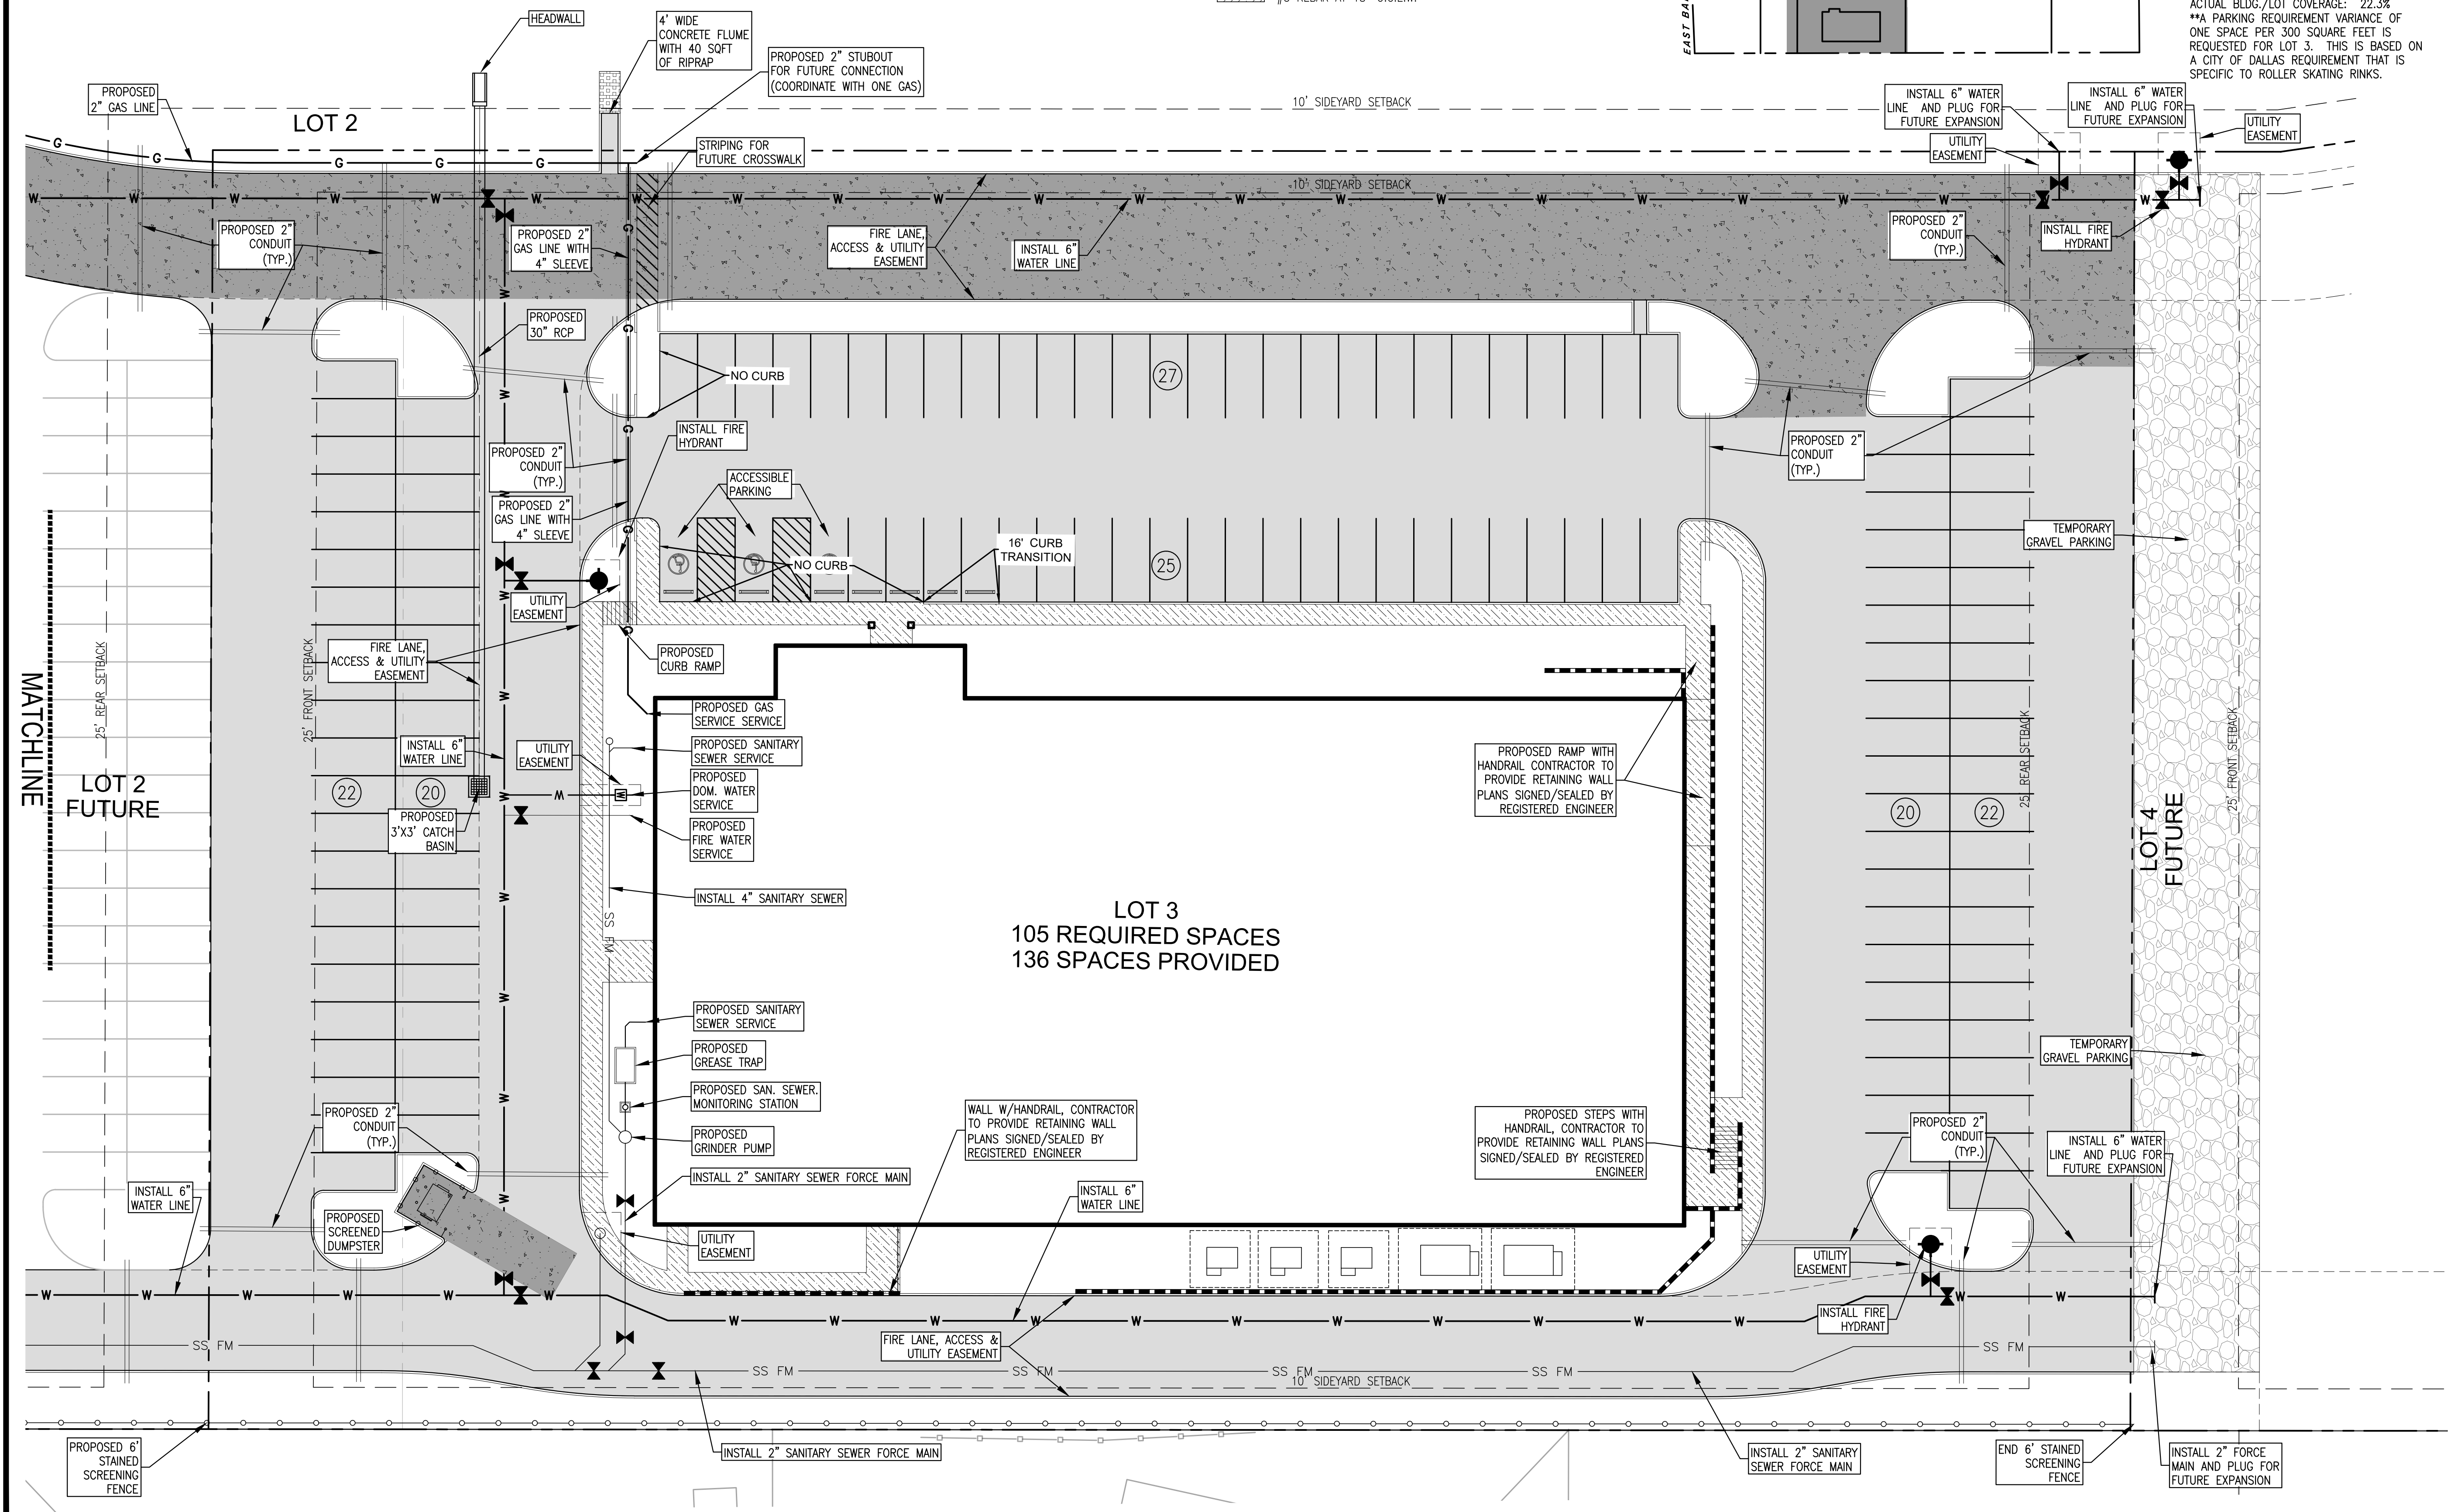 HEADWALL
4' WIDE
CONCRETE FLUME
WITH 40 SQFT
OF RIPRAP
PROPOSED 2" STUBOUT
FOR FUTURE CONNECTION
(COORDINATE WITH ONE GAS)
EAST BA
ACTUAL BLDG./LOT COVERAGE: 22.3%
**A PARKING REQUIREMENT VARIANCE OF
ONE SPACE PER 300 SQUARE FEET IS
REQUESTED FOR LOT 3. THIS IS BASED ON
A CITY OF DALLAS REQUIREMENT THAT IS
SPECIFIC TO ROLLER SKATING RINKS.
PROPOSED
2" GAS LINE
LOT 2
10' SIDEYARD SETBACK
INSTALL 6" WATER
LINE AND PLUG FOR
FUTURE EXPANSION
INSTALL 6" WATER
LINE AND PLUG FOR
FUTURE EXPANSION
UTILITY
EASEMENT
UTILITY
EASEMENT
STRIPING FOR
FUTURE CROSSWALK
G G G G G
10' SIDEYARD SETBACK
W W W W W W W W W W W W W W W W W W W W W
PROPOSED 2"
CONDUIT
(TYP.)
PROPOSED 2"
GAS LINE WITH
4" SLEEVE
FIRE LANE,
ACCESS & UTILITY
EASEMENT
INSTALL 6"
WATER LINE
PROPOSED 2"
CONDUIT
(TYP.)
INSTALL FIRE
HYDRANT
PROPOSED
30" RCP
NO CURB
27
INSTALL FIRE
HYDRANT
PROPOSED 2"
CONDUIT
(TYP.)
PROPOSED 2"
CONDUIT
(TYP.)
ACCESSIBLE
PARKING
PROPOSED 2"
GAS LINE WITH
4" SLEEVE
16' CURB
TRANSITION
NO CURB
25
TEMPORARY
GRAVEL PARKING
UTILITY
EASEMENT
FIRE LANE,
ACCESS & UTILITY
EASEMENT
PROPOSED
CURB RAMP
MATCHLINE
25' REAR SETBACK
25' FRONT SETBACK
PROPOSED GAS
SERVICE SERVICE
INSTALL 6"
WATER LINE
UTILITY
EASEMENT
PROPOSED SANITARY
SEWER SERVICE
PROPOSED
DOM. WATER
SERVICE
PROPOSED RAMP WITH
HANDRAIL CONTRACTOR TO
PROVIDE RETAINING WALL
PLANS SIGNED/SEALED BY
REGISTERED ENGINEER
25' REAR SETBACK
25' FRONT SETBACK
LOT 2
FUTURE
22
20
W
PROPOSED
3'X3' CATCH
BASIN
PROPOSED
FIRE WATER
SERVICE
20
22
LOT 4
FUTURE
INSTALL 4" SANITARY SEWER
SS FM
LOT 3
105 REQUIRED SPACES
136 SPACES PROVIDED
PROPOSED SANITARY
SEWER SERVICE
PROPOSED
GREASE TRAP
TEMPORARY
GRAVEL PARKING
PROPOSED SAN. SEWER.
MONITORING STATION
PROPOSED 2"
CONDUIT
(TYP.)
PROPOSED
GRINDER PUMP
WALL W/HANDRAIL, CONTRACTOR
TO PROVIDE RETAINING WALL
PLANS SIGNED/SEALED BY
REGISTERED ENGINEER
PROPOSED STEPS WITH
HANDRAIL, CONTRACTOR TO
PROVIDE RETAINING WALL PLANS
SIGNED/SEALED BY REGISTERED
ENGINEER
PROPOSED 2"
CONDUIT
(TYP.)
INSTALL 6" WATER
LINE AND PLUG FOR
FUTURE EXPANSION
INSTALL 2" SANITARY SEWER FORCE MAIN
INSTALL 6"
WATER LINE
INSTALL 6"
WATER LINE
PROPOSED
SCREENED
DUMPSTER
UTILITY
EASEMENT
UTILITY
EASEMENT
W W W W W W W W
W W W W W W W W W W W
INSTALL FIRE
HYDRANT
FIRE LANE, ACCESS &
UTILITY EASEMENT
SS FM
SS FM
SS FM SS FM SS FM SS FM
10' SIDEYARD SETBACK
PROPOSED 6'
STAINED
SCREENING
FENCE
INSTALL 2" SANITARY SEWER FORCE MAIN
INSTALL 2" SANITARY
SEWER FORCE MAIN
END 6' STAINED
SCREENING
FENCE
INSTALL 2" FORCE
MAIN AND PLUG FOR
FUTURE EXPANSION